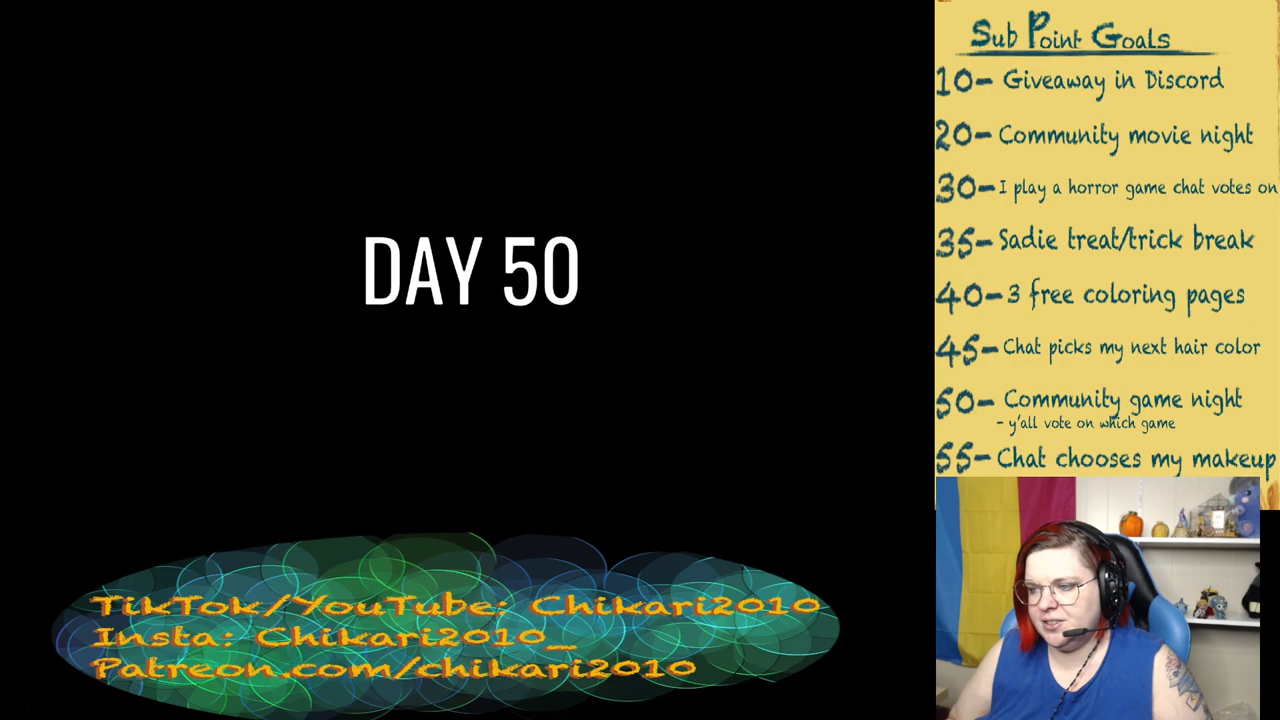 DAY 50
Sub Point Goals
10- Giveaway in Discord
20- Community movie night
30- I play a horror game chat votes on
35- Sadie treat/trick break
40- 3 free coloring pages
45- Chat picks my next hair color
50- Community game night
- y'all vote on which game
55- Chat chooses my makeup
TikTok/YouTube: Chikari2010
Insta: Chikari2010_
Patreon.com/chikari2010